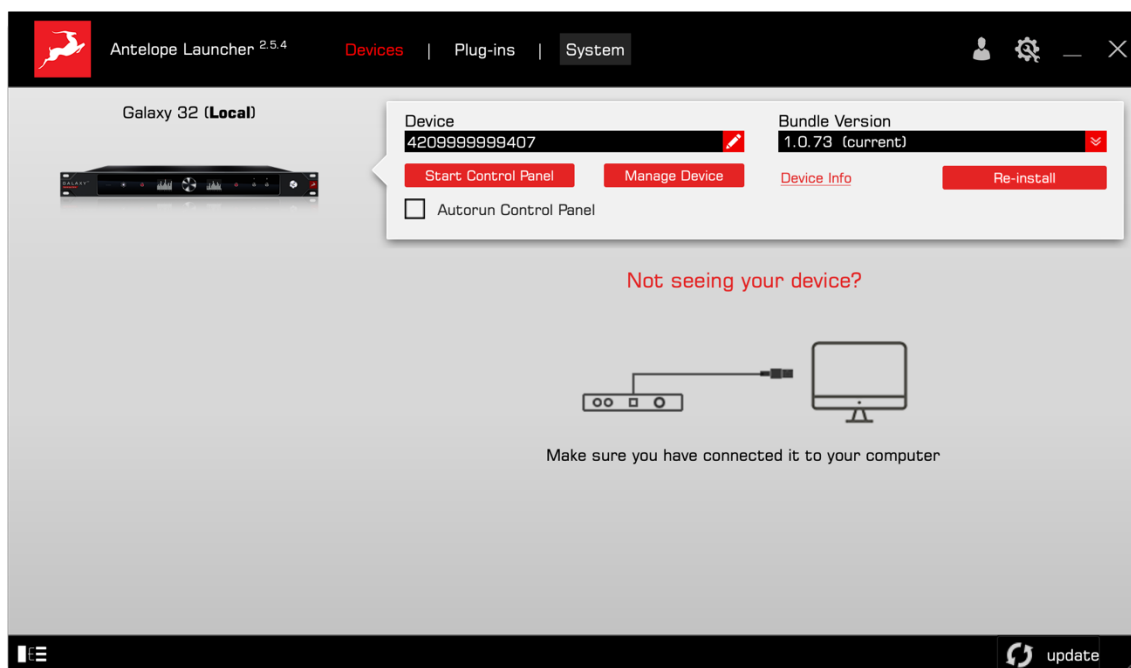 Antelope Launcher 2.5.4
Devices | Plug-ins | System
Galaxy 32 (Local)
Device
4209999999407
Bundle Version
1.0.73 (current)
Start Control Panel
Manage Device
Device Info
Re-install
Autorun Control Panel
GALAXY
Not seeing your device?
Make sure you have connected it to your computer
update